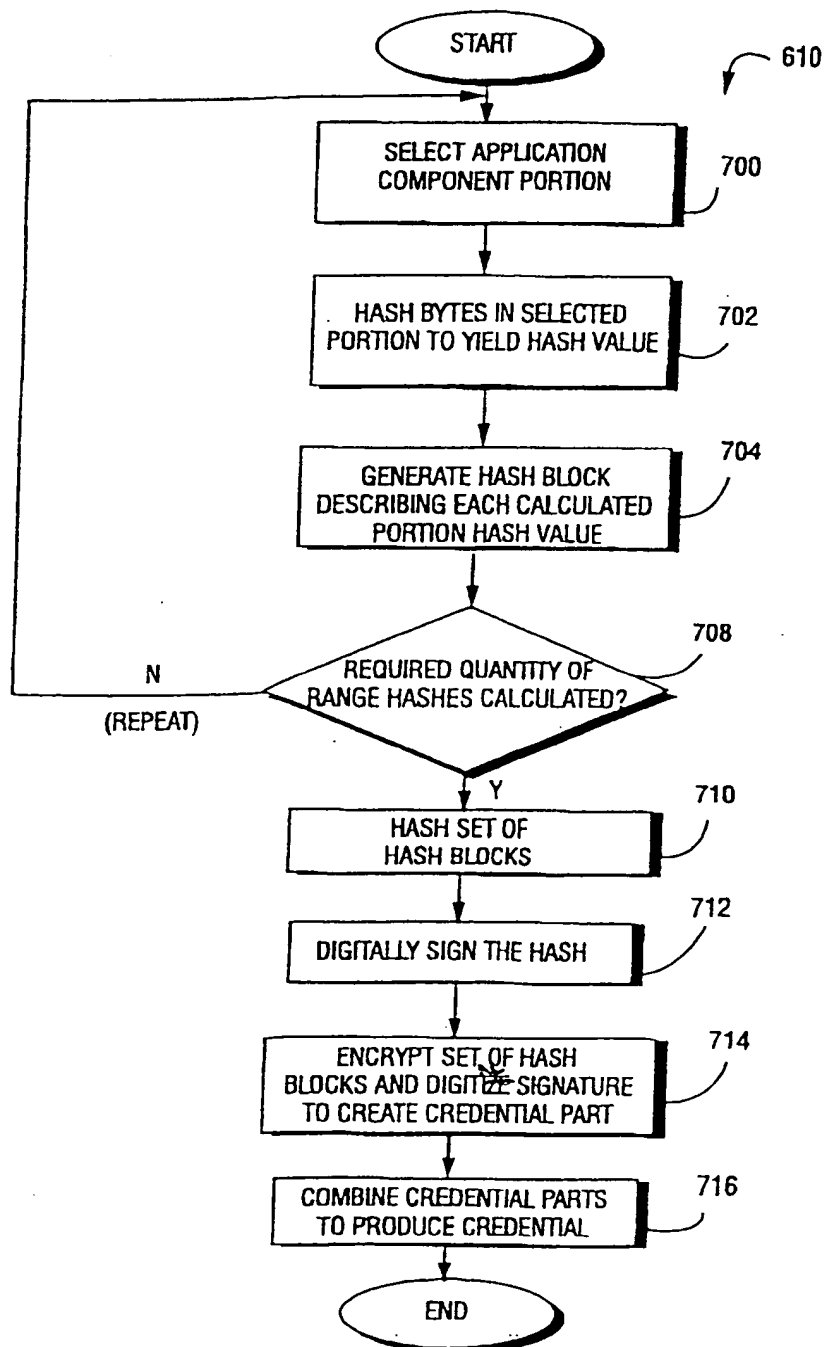 START
610
SELECT APPLICATION
COMPONENT PORTION
700
HASH BYTES IN SELECTED
PORTION TO YIELD HASH VALUE
702
GENERATE HASH BLOCK
DESCRIBING EACH CALCULATED
PORTION HASH VALUE
704
REQUIRED QUANTITY OF
RANGE HASHES CALCULATED?
708
N
(REPEAT)
Y
HASH SET OF
HASH BLOCKS
710
DIGITALLY SIGN THE HASH
712
ENCRYPT SET OF HASH
BLOCKS AND DIGITIZE SIGNATURE
TO CREATE CREDENTIAL PART
714
COMBINE CREDENTIAL PARTS
TO PRODUCE CREDENTIAL
716
END